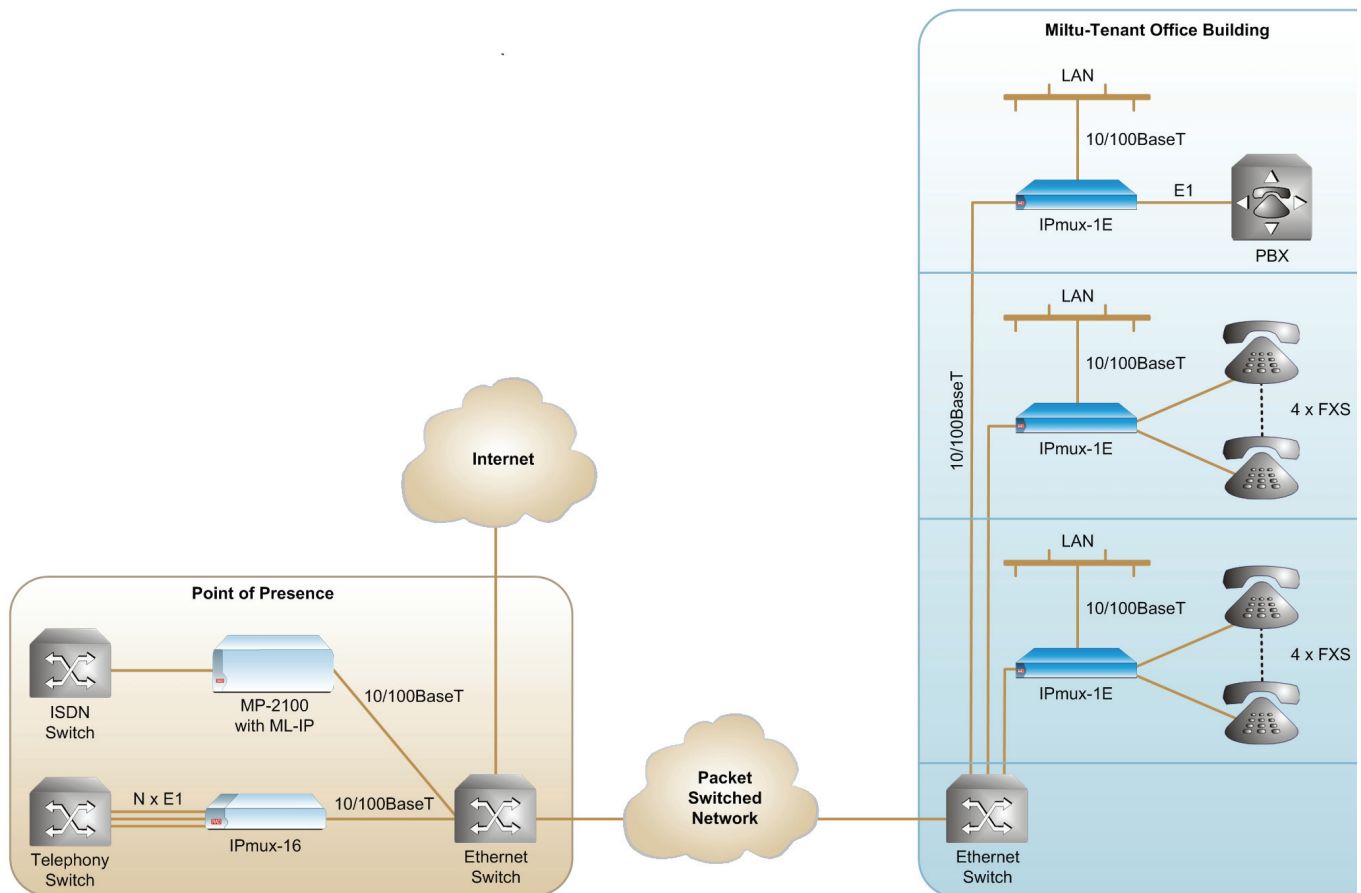 Miltu-Tenant Office Building
LAN
10/100BaseT
E1
IPmux-1E
PBX
LAN
10/100BaseT
4 x FXS
IPmux-1E
10/100BaseT
Internet
LAN
10/100BaseT
4 x FXS
IPmux-1E
Point of Presence
ISDN
Switch
MP-2100
with ML-IP
10/100BaseT
N x E1
10/100BaseT
Telephony
Switch
IPmux-16
Ethernet
Switch
Packet
Switched
Network
Ethernet
Switch